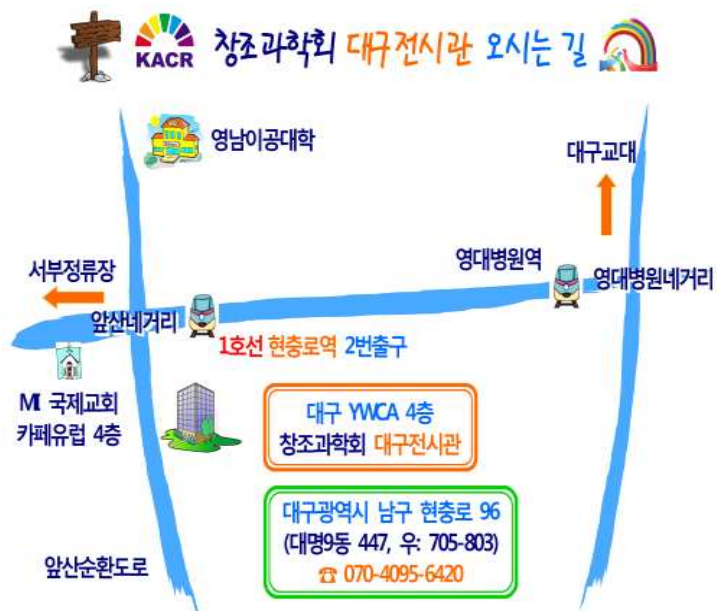 KACR
창조과학회 대구전시관 오시는 길
영남이공대학
대구교대
서부정류장
영대병원역
영대병원네거리
앞산네거리
1호선 현충로역 2번출구
MI 국제교회
카페유럽 4층
대구 YWCA 4층
창조과학회 대구전시관
대구광역시 남구 현충로 96
(대명9동 447, 우: 705-803)
☎ 070-4095-6420
앞산순환도로